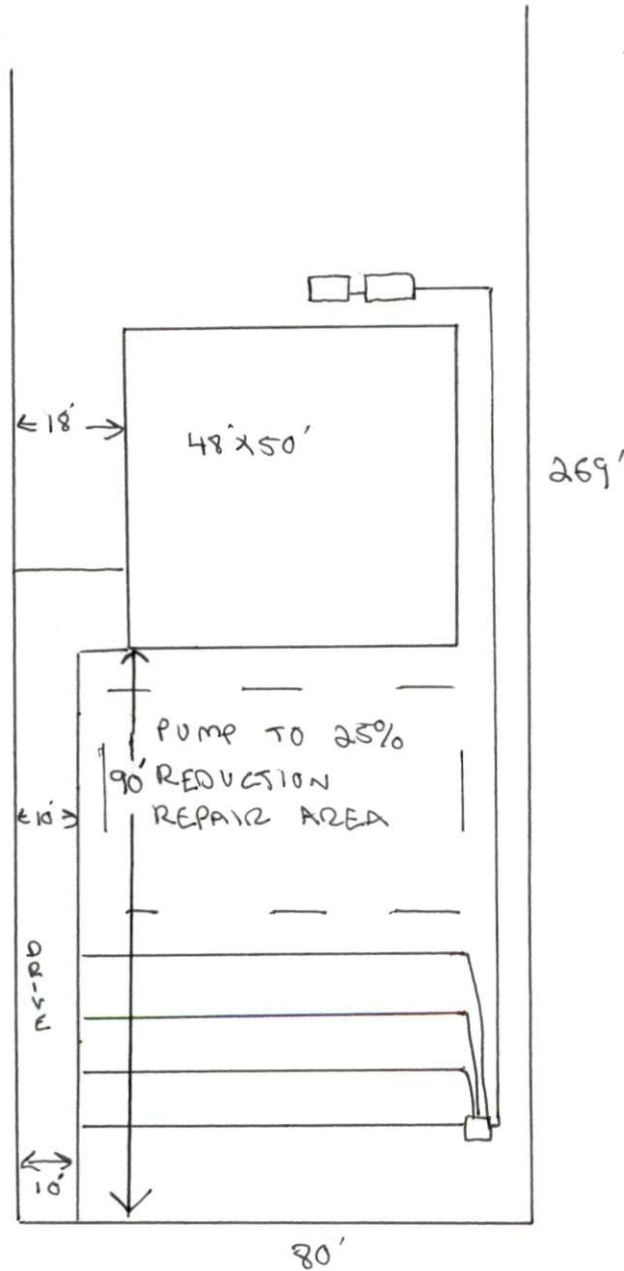 18'
48'X50'
269'
PUMP TO 25%
90' REDUCTION
REPAIR AREA
10'
DRIVE
10'
80'